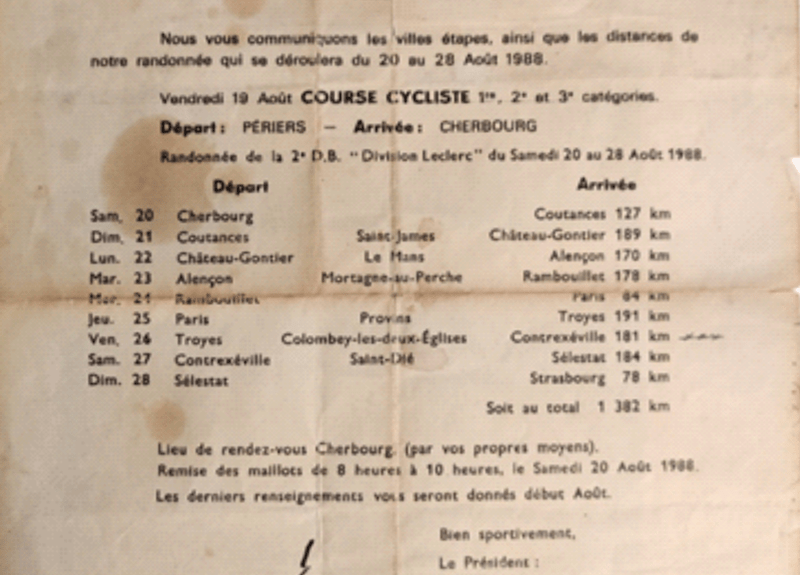 Nous vous communiquons les villes étapes, ainsi que les distances de
notre randonnée qui se déroulera du 20 au 28 Août 1988.
Vendredi 19 Août COURSE CYCLISTE 1re, 2e et 3e catégories.
Départ : PÉRIERS — Arrivée : CHERBOURG
Randonnée de la 2e D.B. "Division Leclerc" du Samedi 20 au 28 Août 1988.
Départ Arrivée
Sam. 20 Cherbourg Coutances 127 km
Dim. 21 Coutances Saint-James Château-Gontier 189 km
Lun. 22 Château-Gontier Le Mans Alençon 170 km
Mar. 23 Alençon Mortagne-au-Perche Rambouillet 178 km
Mer. 24 Rambouillet Paris 84 km
Jeu. 25 Paris Provins Troyes 191 km
Ven. 26 Troyes Colombey-les-deux-Églises Contrexéville 181 km
Sam. 27 Contrexéville Saint-Dié Sélestat 184 km
Dim. 28 Sélestat Strasbourg 78 km
Soit au total 1 382 km
Lieu de rendez-vous Cherbourg. (par vos propres moyens).
Remise des maillots de 8 heures à 10 heures, le Samedi 20 Août 1988.
Les derniers renseignements vous seront donnés début Août.
Bien sportivement,
Le Président :